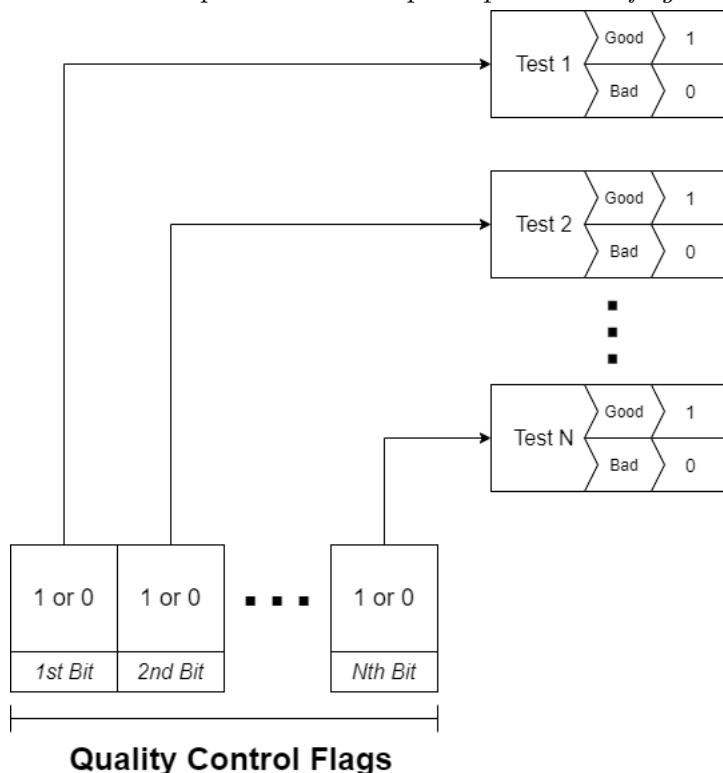 Good 1
Test 1
Bad 0
Good 1
Test 2
Bad 0
Good 1
Test N
Bad 0
1 or 0 1 or 0 1 or 0
1st Bit 2nd Bit Nth Bit
Quality Control Flags